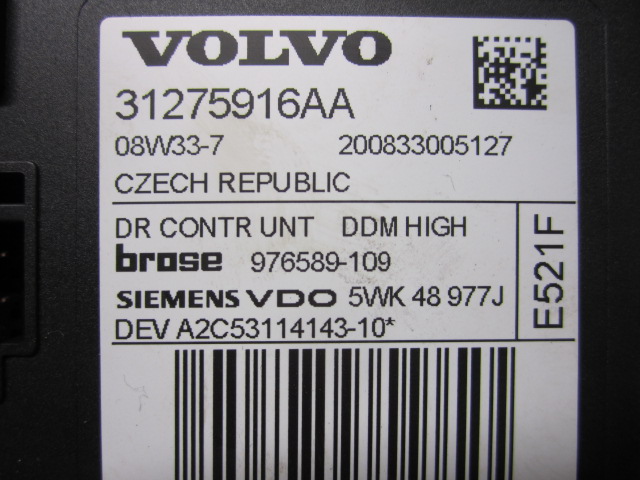 VOLVO
31275916AA
08W33-7 200833005127
CZECH REPUBLIC
DR CONTR UNT DDM HIGH
brose 976589-109
SIEMENS VDO 5WK 48 977J
DEV A2C53114143-10*
E521F